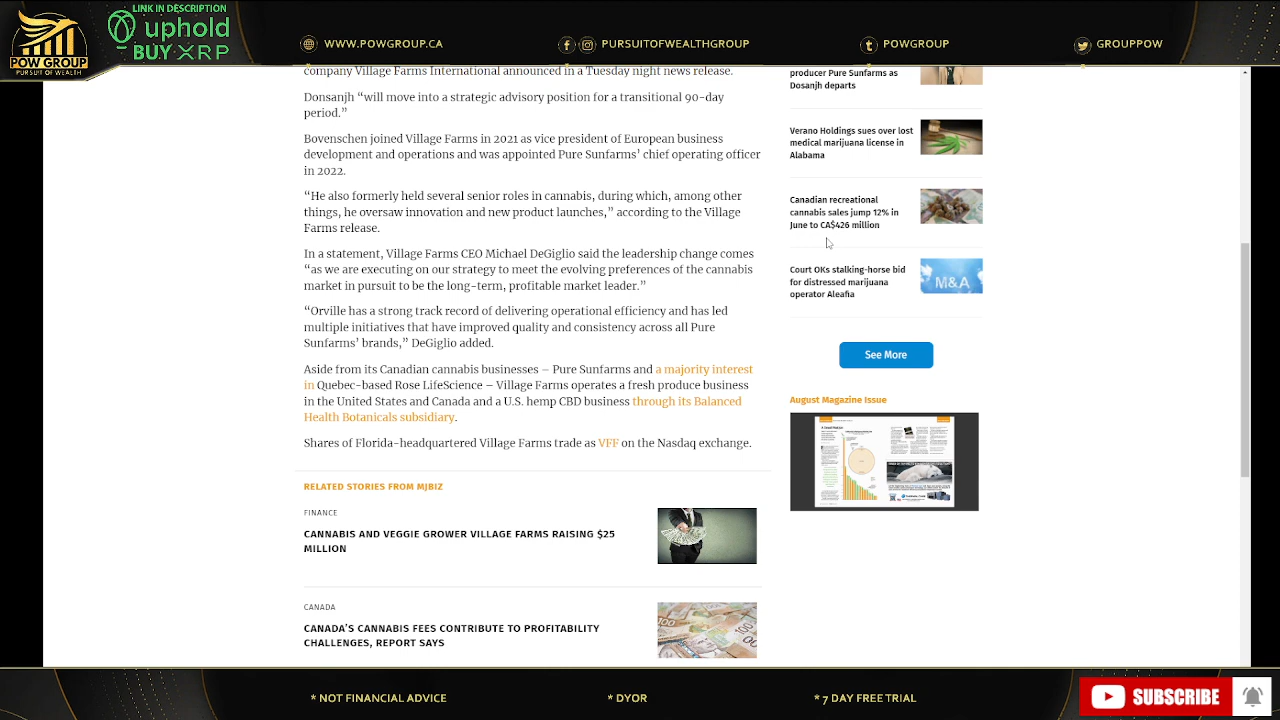 LINK IN DESCRIPTION
uphold
BUY XRP
POW GROUP
PURSUIT OF WEALTH
WWW.POWGROUP.CA
PURSUITOFWEALTHGROUP
POWGROUP
GROUPPOW
company Village Farms International announced in a Tuesday night news release.
Donsanjh “will move into a strategic advisory position for a transitional 90-day
period.”
Bovenschen joined Village Farms in 2021 as vice president of European business
development and operations and was appointed Pure Sunfarms’ chief operating officer
in 2022.
“He also formerly held several senior roles in cannabis, during which, among other
things, he oversaw innovation and new product launches,” according to the Village
Farms release.
In a statement, Village Farms CEO Michael DeGiglio said the leadership change comes
“as we are executing on our strategy to meet the evolving preferences of the cannabis
market in pursuit to be the long-term, profitable market leader.”
“Orville has a strong track record of delivering operational efficiency and has led
multiple initiatives that have improved quality and consistency across all Pure
Sunfarms’ brands,” DeGiglio added.
Aside from its Canadian cannabis businesses – Pure Sunfarms and a majority interest
in Quebec-based Rose LifeScience – Village Farms operates a fresh produce business
in the United States and Canada and a U.S. hemp CBD business through its Balanced
Health Botanicals subsidiary.
Shares of Florida-headquartered Village Farms trade as VFF on the Nasdaq exchange.
RELATED STORIES FROM MJBIZ
FINANCE
CANNABIS AND VEGGIE GROWER VILLAGE FARMS RAISING $25
MILLION
CANADA
CANADA’S CANNABIS FEES CONTRIBUTE TO PROFITABILITY
CHALLENGES, REPORT SAYS
producer Pure Sunfarms as
Dosanjh departs
Verano Holdings sues over lost
medical marijuana license in
Alabama
Canadian recreational
cannabis sales jump 12% in
June to CA$426 million
Court OKs stalking-horse bid
for distressed marijuana
operator Aleafia
M&A
See More
August Magazine Issue
* NOT FINANCIAL ADVICE
* DYOR
* 7 DAY FREE TRIAL
SUBSCRIBE